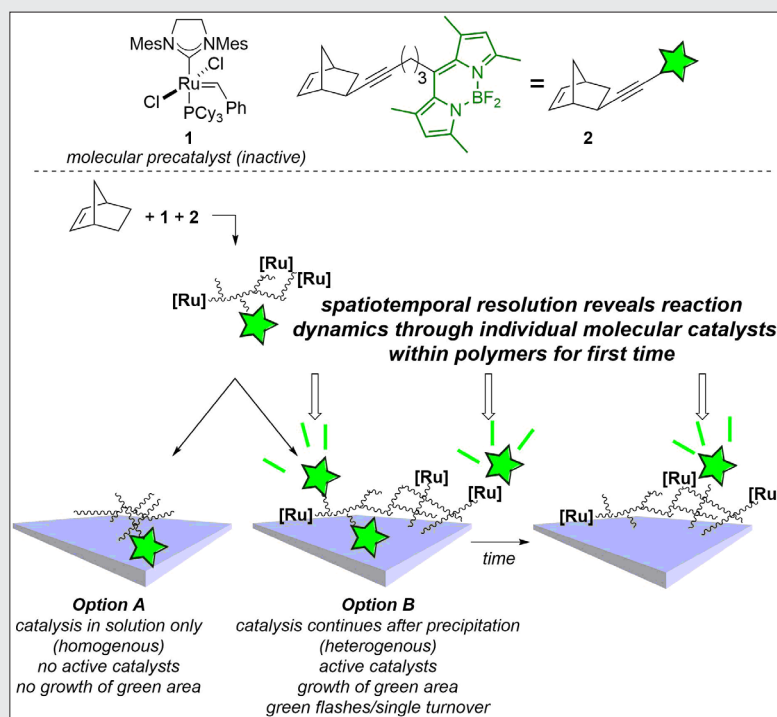 MesN NMes
Cl
Ru
Cl
Ph
PCy3
1
molecular precatalyst (inactive)
( )3
N
N
BF2
=
2
+ 1 + 2
[Ru]
[Ru]
[Ru]
spatiotemporal resolution reveals reaction
dynamics through individual molecular catalysts
within polymers for first time
[Ru]
[Ru]
[Ru]
[Ru]
[Ru]
[Ru]
time
Option A
catalysis in solution only
(homogenous)
no active catalysts
no growth of green area
Option B
catalysis continues after precipitation
(heterogenous)
active catalysts
growth of green area
green flashes/single turnover